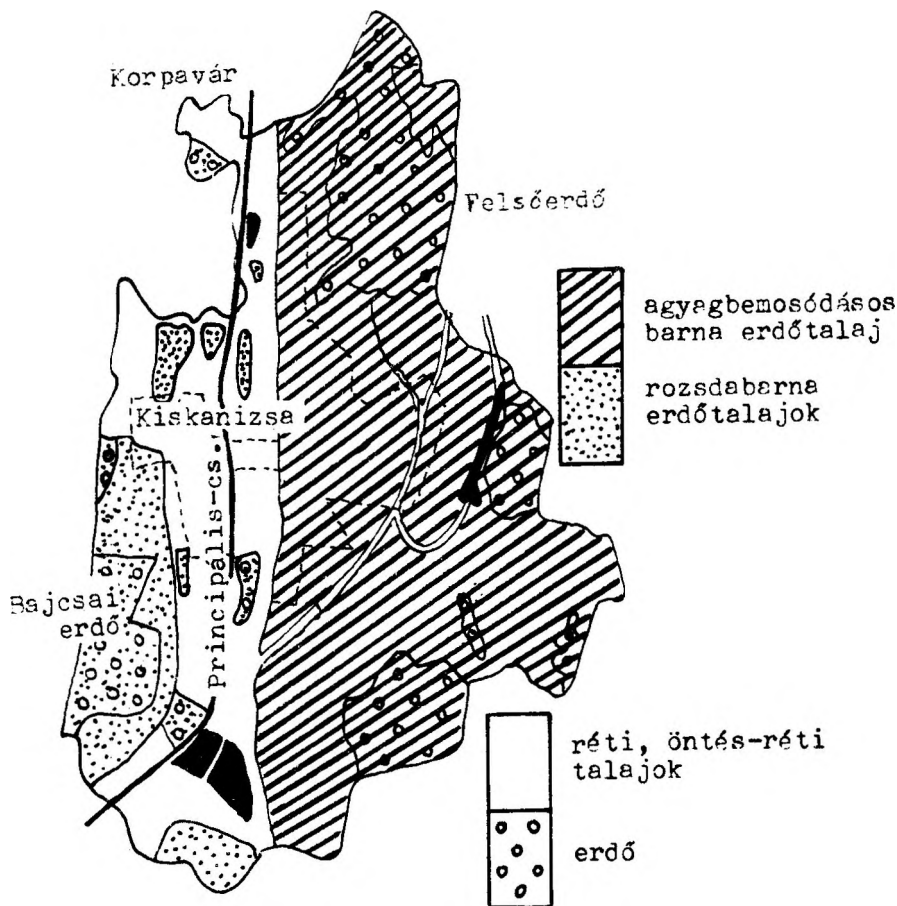 Korpavár
Felsőerdő
agyagbemosódásos
barna erdőtalaj
rozsdabarna
erdőtalajok
Kiskanizsa
Principális-cs.
Bajcsai
erdő
réti, öntés-réti
talajok
erdő